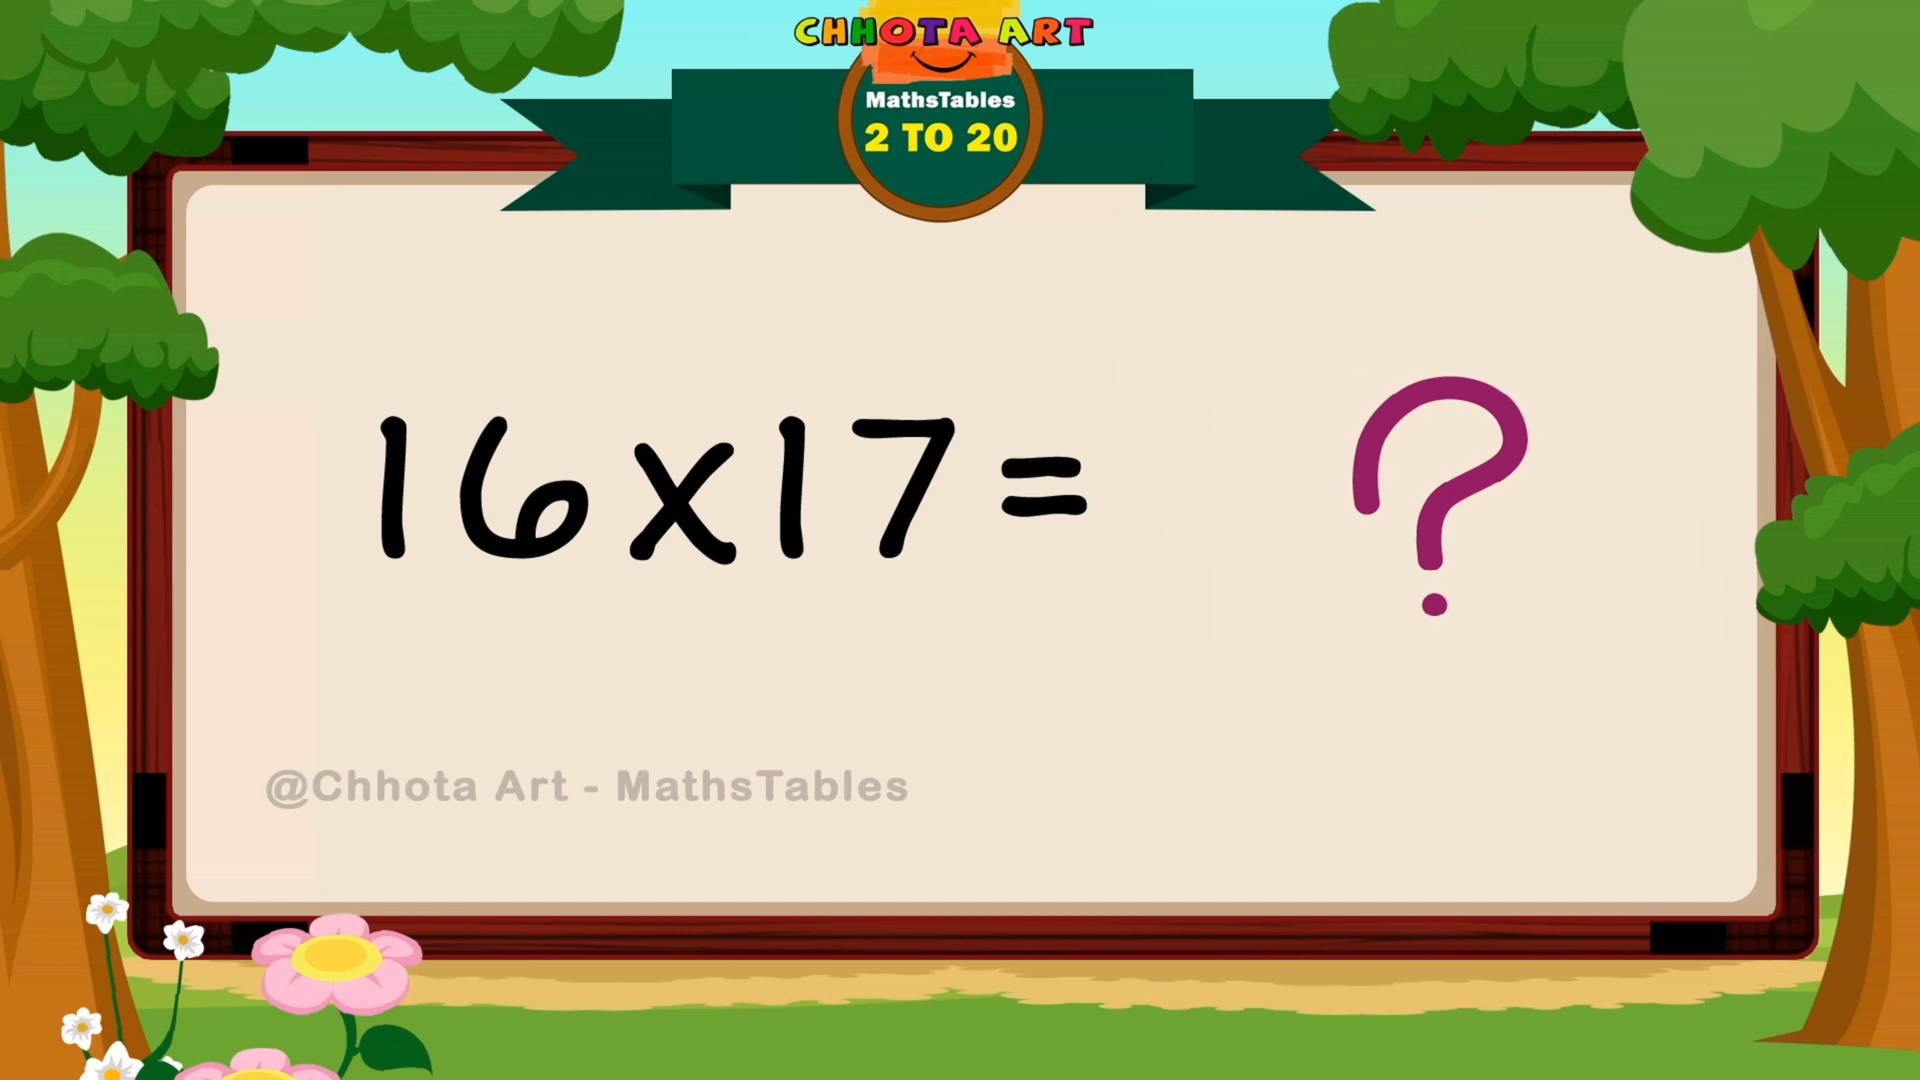 CHHOTA ART
MathsTables
2 TO 20
16x17= ?
@Chhota Art - MathsTables